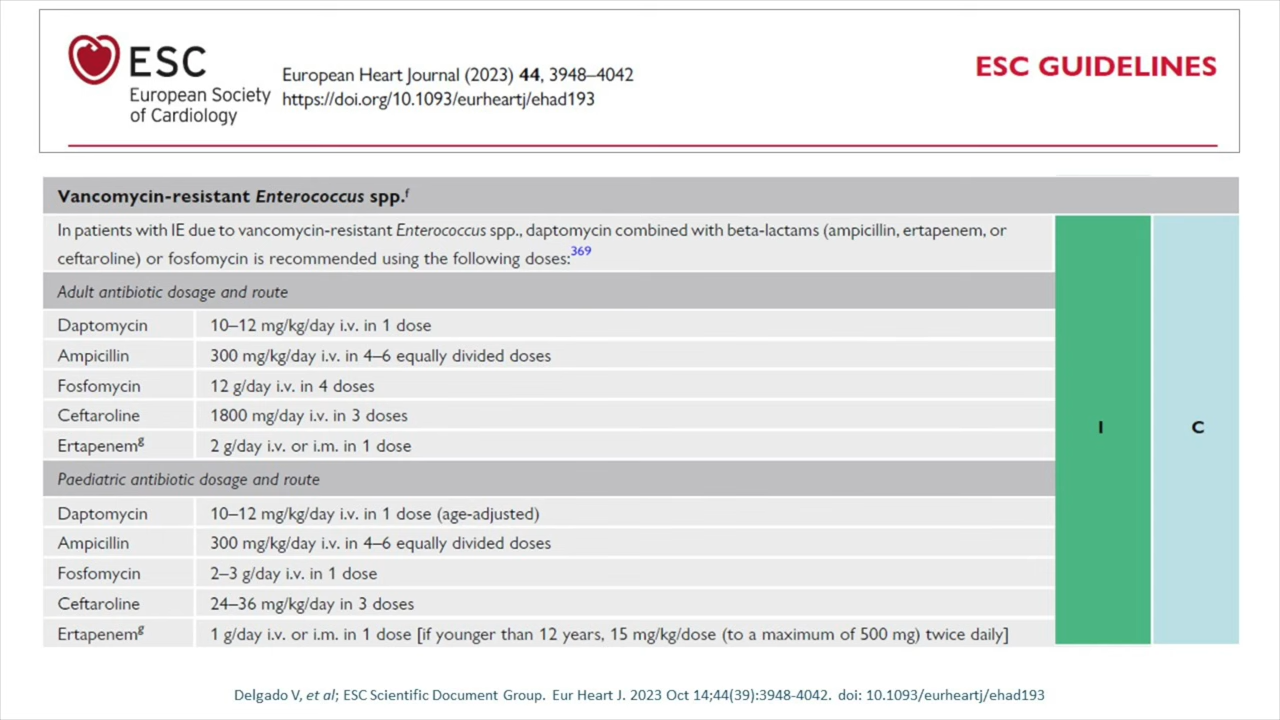 ESC
European Society
of Cardiology
European Heart Journal (2023) 44, 3948–4042
https://doi.org/10.1093/eurheartj/ehad193
ESC GUIDELINES
Vancomycin-resistant Enterococcus spp.f
In patients with IE due to vancomycin-resistant Enterococcus spp., daptomycin combined with beta-lactams (ampicillin, ertapenem, or
ceftaroline) or fosfomycin is recommended using the following doses:369
Adult antibiotic dosage and route
Daptomycin 10–12 mg/kg/day i.v. in 1 dose
Ampicillin 300 mg/kg/day i.v. in 4–6 equally divided doses
Fosfomycin 12 g/day i.v. in 4 doses
Ceftaroline 1800 mg/day i.v. in 3 doses
I C
Ertapenemg 2 g/day i.v. or i.m. in 1 dose
Paediatric antibiotic dosage and route
Daptomycin 10–12 mg/kg/day i.v. in 1 dose (age-adjusted)
Ampicillin 300 mg/kg/day i.v. in 4–6 equally divided doses
Fosfomycin 2–3 g/day i.v. in 1 dose
Ceftaroline 24–36 mg/kg/day in 3 doses
Ertapenemg 1 g/day i.v. or i.m. in 1 dose [if younger than 12 years, 15 mg/kg/dose (to a maximum of 500 mg) twice daily]
Delgado V, et al; ESC Scientific Document Group. Eur Heart J. 2023 Oct 14;44(39):3948-4042. doi: 10.1093/eurheartj/ehad193